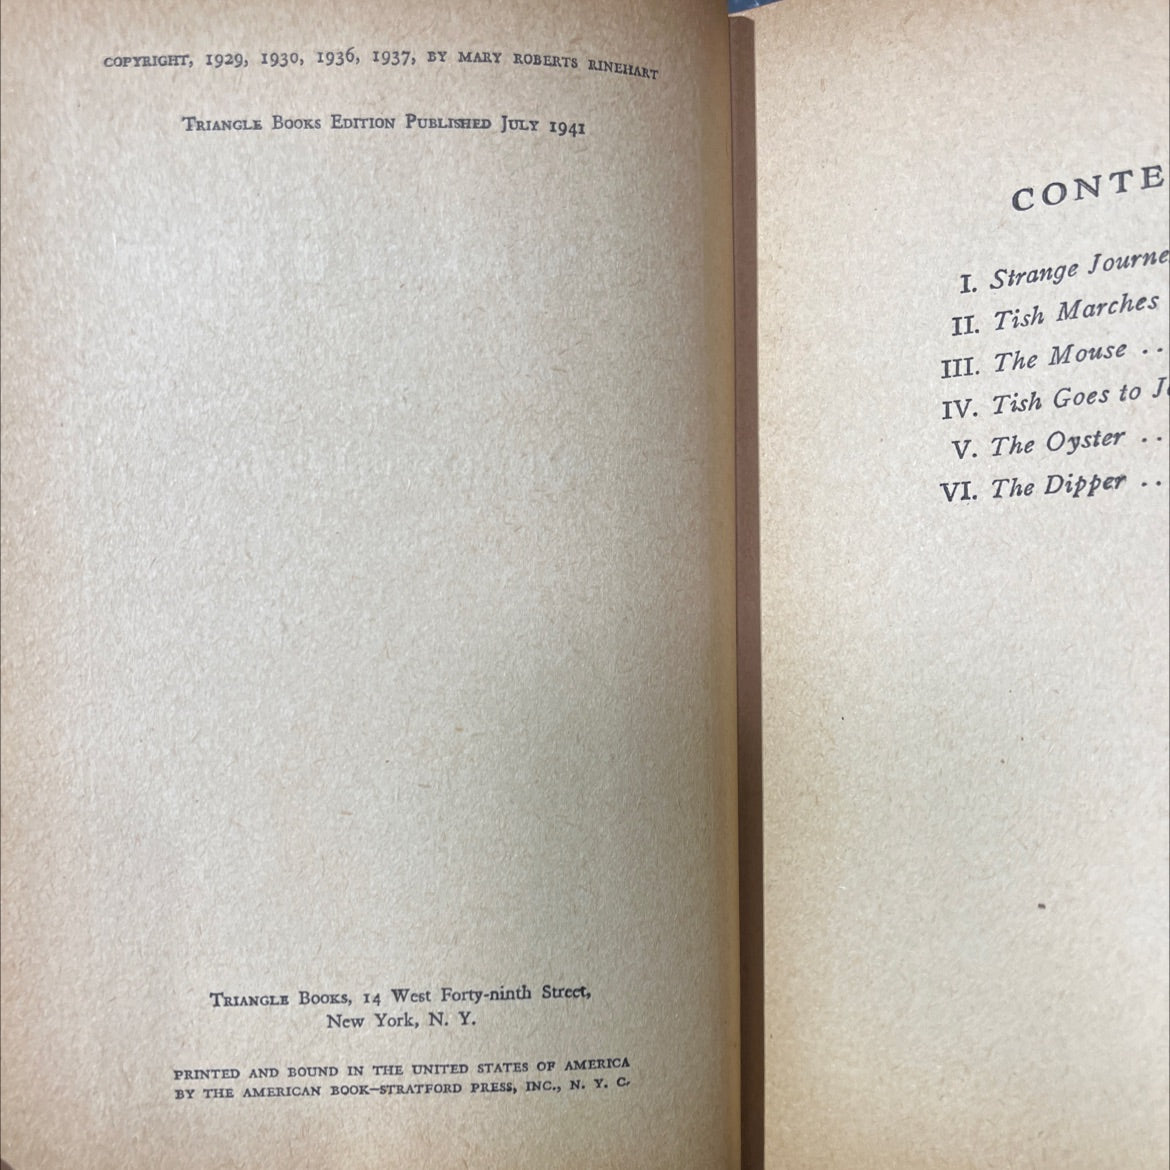 COPYRIGHT, 1929, 1930, 1936, 1937, BY MARY ROBERTS RINEHART
TRIANGLE BOOKS EDITION PUBLISHED JULY 1941
TRIANGLE BOOKS, 14 West Forty-ninth Street,
New York, N. Y.
PRINTED AND BOUND IN THE UNITED STATES OF AMERICA
BY THE AMERICAN BOOK—STRATFORD PRESS, INC., N. Y. C.
CONTE
I. Strange Journe
II. Tish Marches
III. The Mouse . .
IV. Tish Goes to
V. The Oyster . .
VI. The Dipper . .